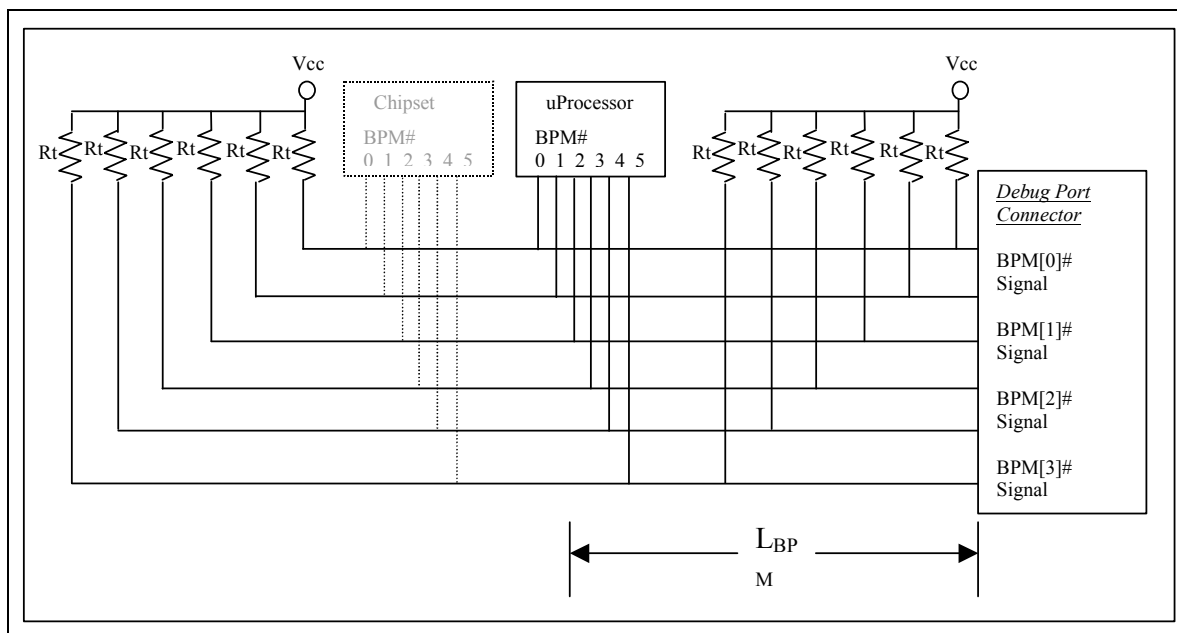 Vcc
Vcc
Chipset
uProcessor
BPM#
BPM#
0 1 2 3 4 5
0 1 2 3 4 5
Rt Rt Rt Rt Rt Rt
Rt Rt Rt Rt Rt Rt
Debug Port
Connector
BPM[0]#
Signal
BPM[1]#
Signal
BPM[2]#
Signal
BPM[3]#
Signal
LBP
M